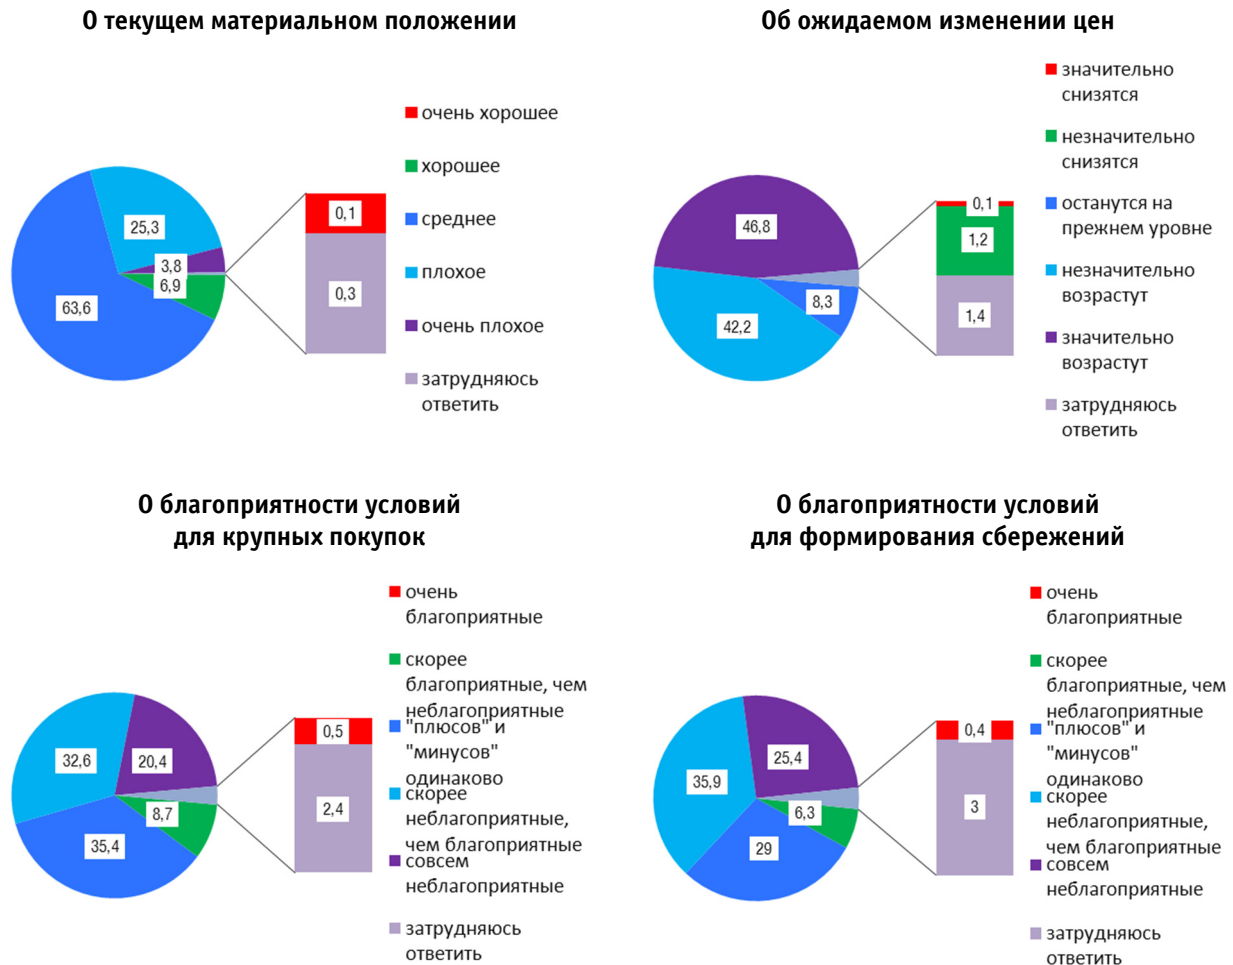 О текущем материальном положении
очень хорошее
хорошее
среднее
плохое
очень плохое
затрудняюсь
ответить
25,3
3,8
6,9
63,6
0,1
0,3
Об ожидаемом изменении цен
значительно
снизятся
незначительно
снизятся
останутся на
прежнем уровне
незначительно
возрастут
значительно
возрастут
затрудняюсь
ответить
46,8
8,3
42,2
0,1
1,2
1,4
О благоприятности условий
для крупных покупок
очень
благоприятные
скорее
благоприятные, чем
неблагоприятные
"плюсов" и
"минусов"
одинаково
скорее
неблагоприятные,
чем благоприятные
совсем
неблагоприятные
затрудняюсь
ответить
32,6
20,4
8,7
35,4
0,5
2,4
О благоприятности условий
для формирования сбережений
очень
благоприятные
скорее
благоприятные, чем
неблагоприятные
"плюсов" и
"минусов"
одинаково
скорее
неблагоприятные,
чем благоприятные
совсем
неблагоприятные
затрудняюсь
ответить
35,9
25,4
6,3
29
0,4
3